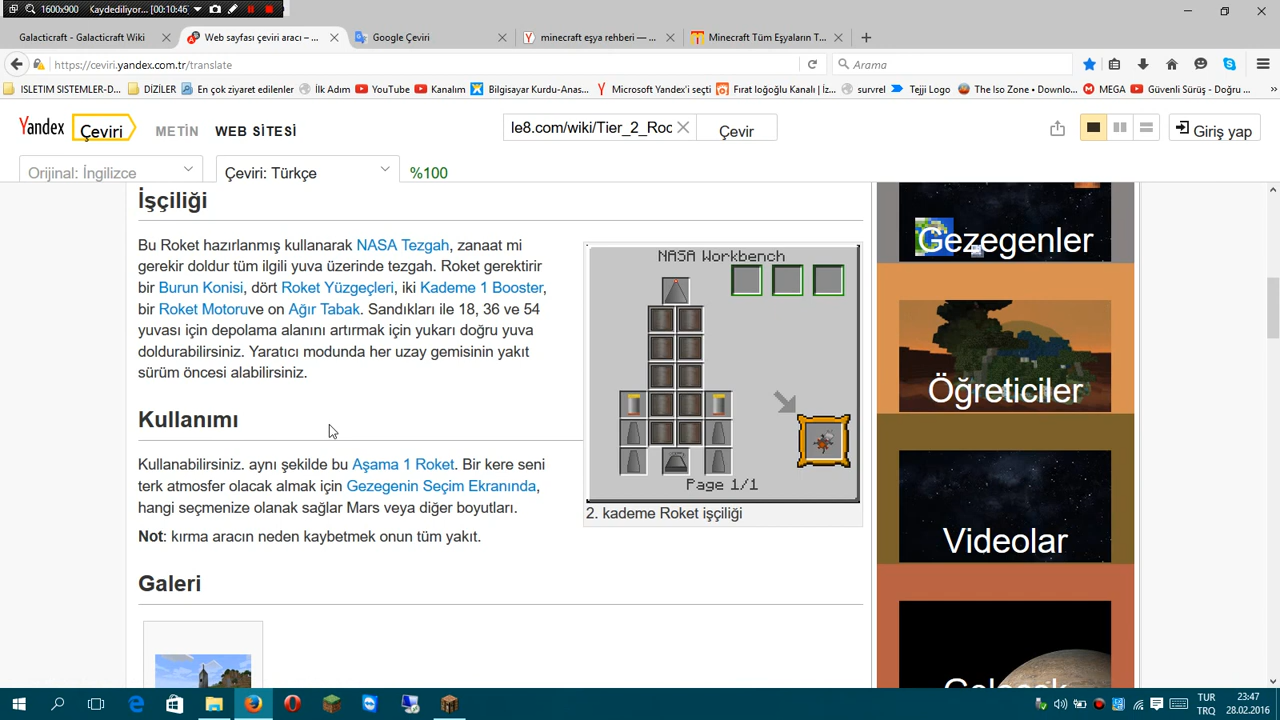 1600x900 Kaydediliyor... [00:10:46]
Galacticraft - Galacticraft Wiki
Web sayfası çeviri aracı – ...
Google Çeviri
minecraft eşya rehberi — ...
Minecraft Tüm Eşyaların T...
https://ceviri.yandex.com.tr/translate
Arama
ISLETIM SISTEMLER-D...
DİZİLER
En çok ziyaret edilenler
İlk Adım
YouTube
Kanalım
Bilgisayar Kurdu-Anas...
Microsoft Yandex'i seçti
Fırat loğoğlu Kanalı | İz...
survrel
Tejji Logo
The Iso Zone • Downlo...
MEGA
Güvenli Sürüş - Doğru ...
Yandex Çeviri METİN WEB SİTESİ
le8.com/wiki/Tier_2_Roc
Çevir
Giriş yap
Orijinal: İngilizce
Çeviri: Türkçe
%100
İşçiliği
Bu Roket hazırlanmış kullanarak NASA Tezgah, zanaat mi
gerekir doldur tüm ilgili yuva üzerinde tezgah. Roket gerektirir
bir Burun Konisi, dört Roket Yüzgeçleri, iki Kademe 1 Booster,
bir Roket Motoruve on Ağır Tabak. Sandıkları ile 18, 36 ve 54
yuvası için depolama alanını artırmak için yukarı doğru yuva
doldurabilirsiniz. Yaratıcı modunda her uzay gemisinin yakıt
sürüm öncesi alabilirsiniz.
NASA Workbench
Page 1/1
2. kademe Roket işçiliği
Kullanımı
Kullanabilirsiniz. aynı şekilde bu Aşama 1 Roket. Bir kere seni
terk atmosfer olacak almak için Gezegenin Seçim Ekranında,
hangi seçmenize olanak sağlar Mars veya diğer boyutları.
Not: kırma aracın neden kaybetmek onun tüm yakıt.
Galeri
Gezegenler
Öğreticiler
Videolar
TUR
TRQ
23:47
28.02.2016